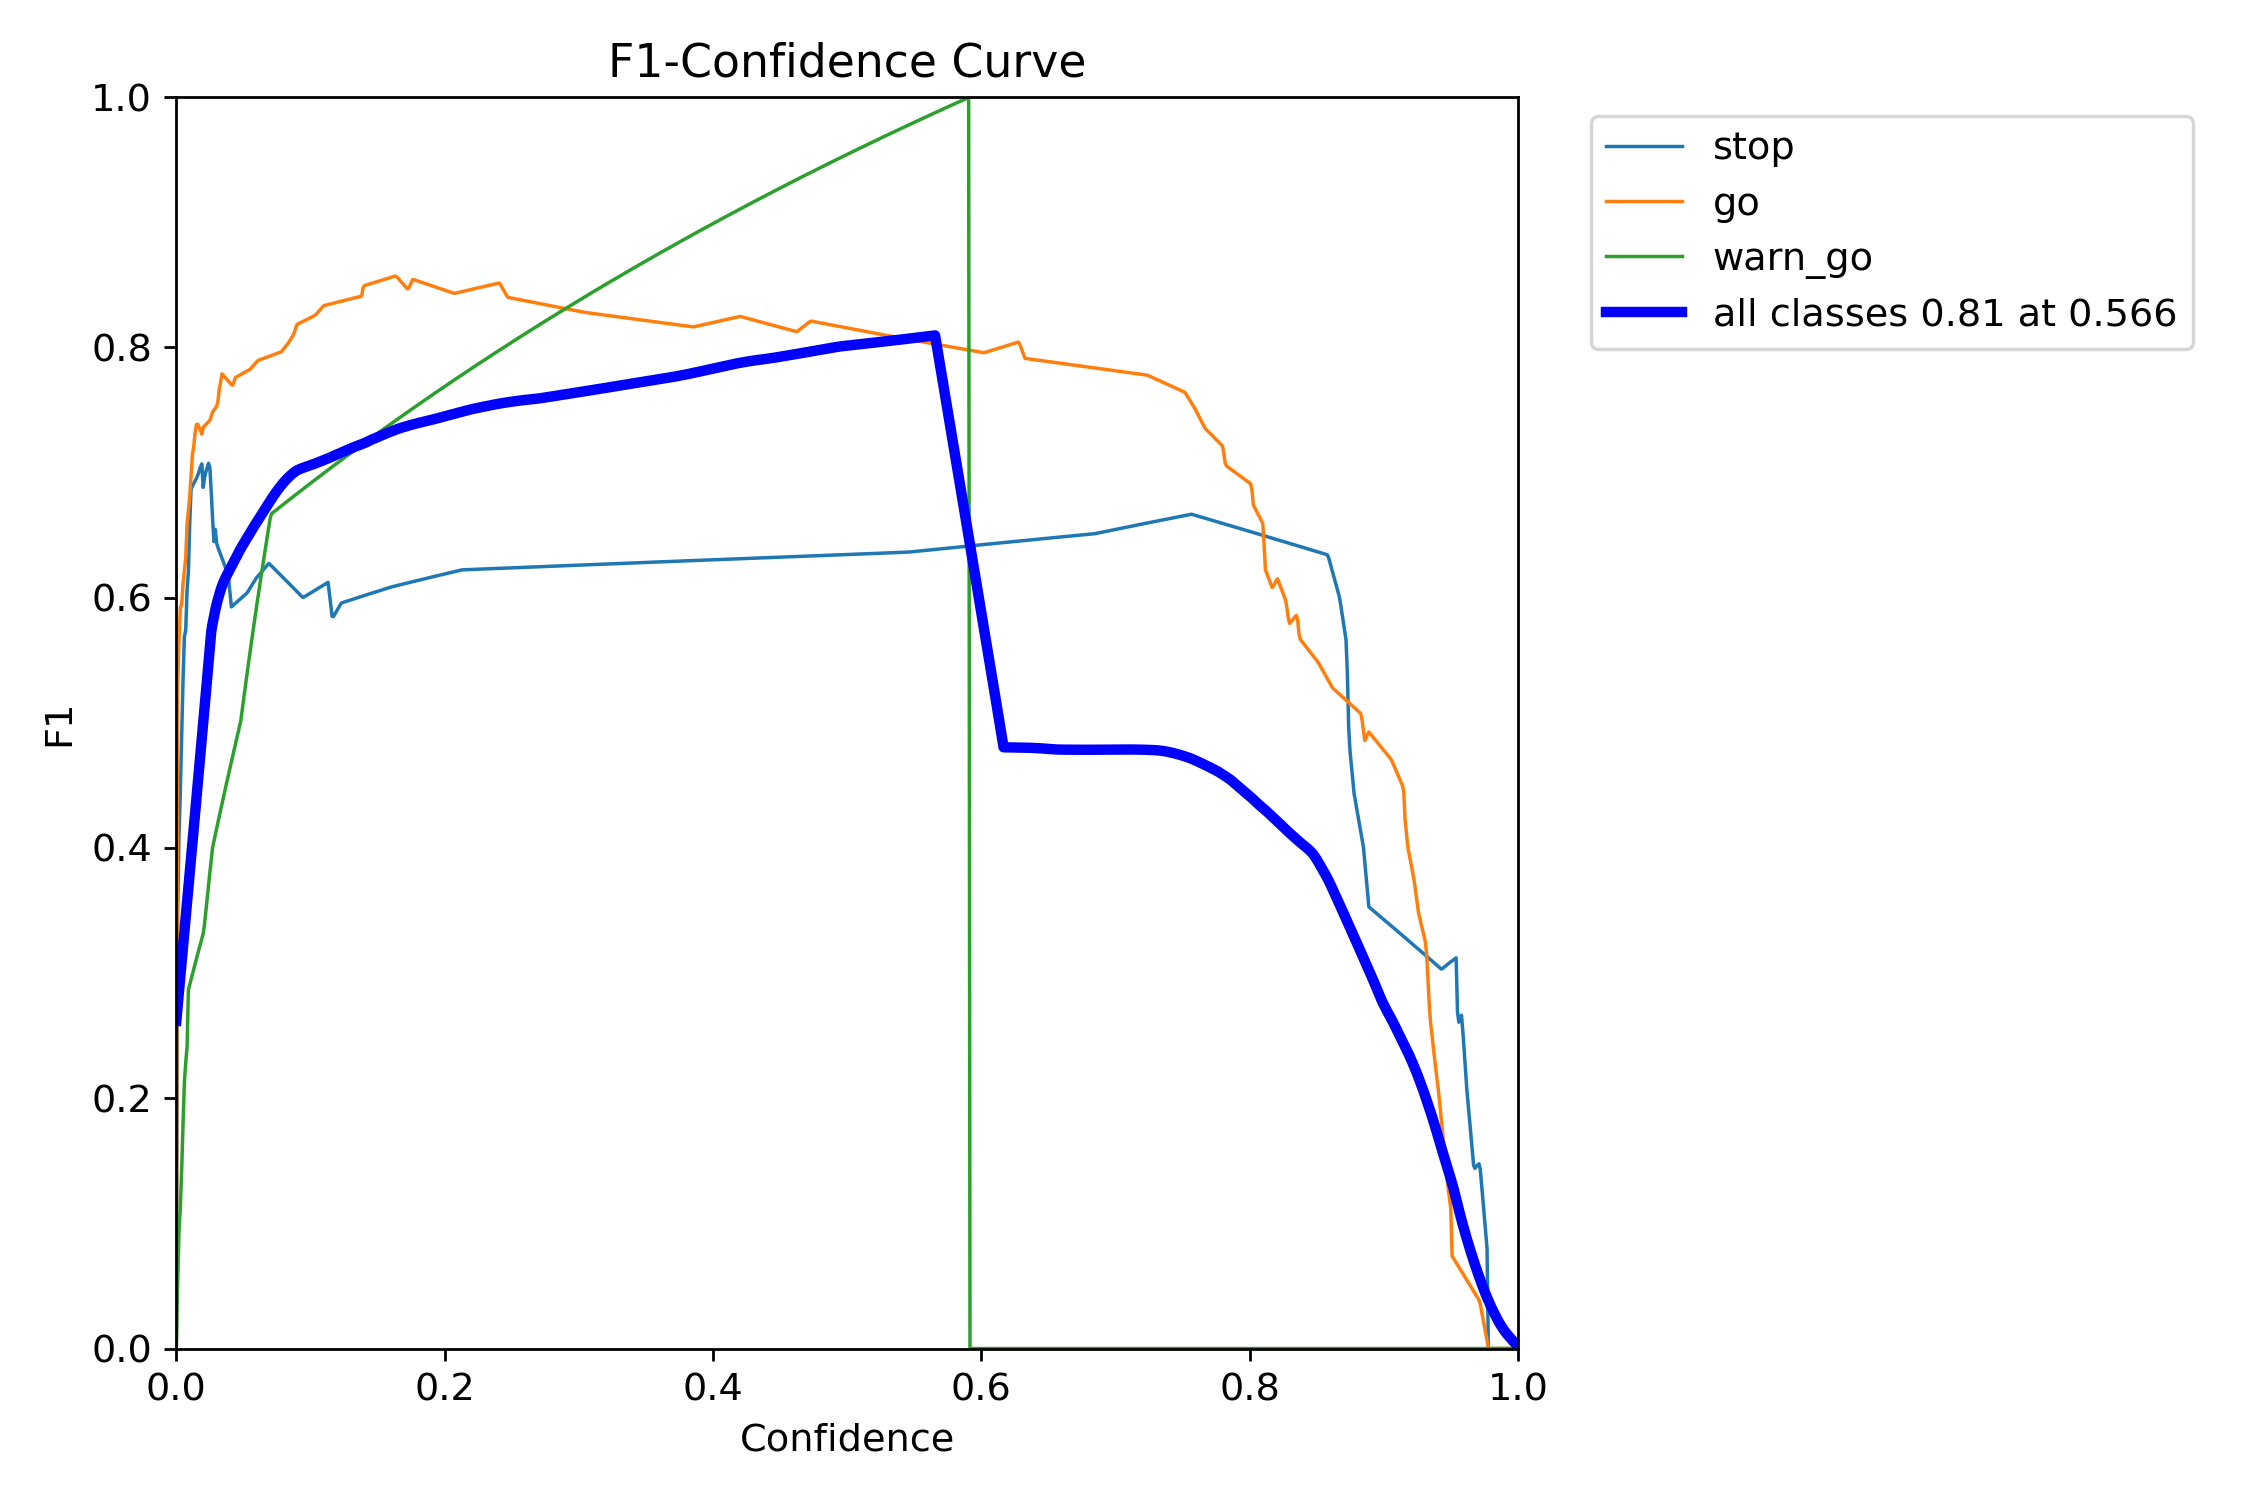 F1-Confidence Curve
1.0
0.8
0.6
0.4
0.2
0.0
F1
0.0 0.2 0.4 0.6 0.8 1.0
Confidence
stop
go
warn_go
all classes 0.81 at 0.566